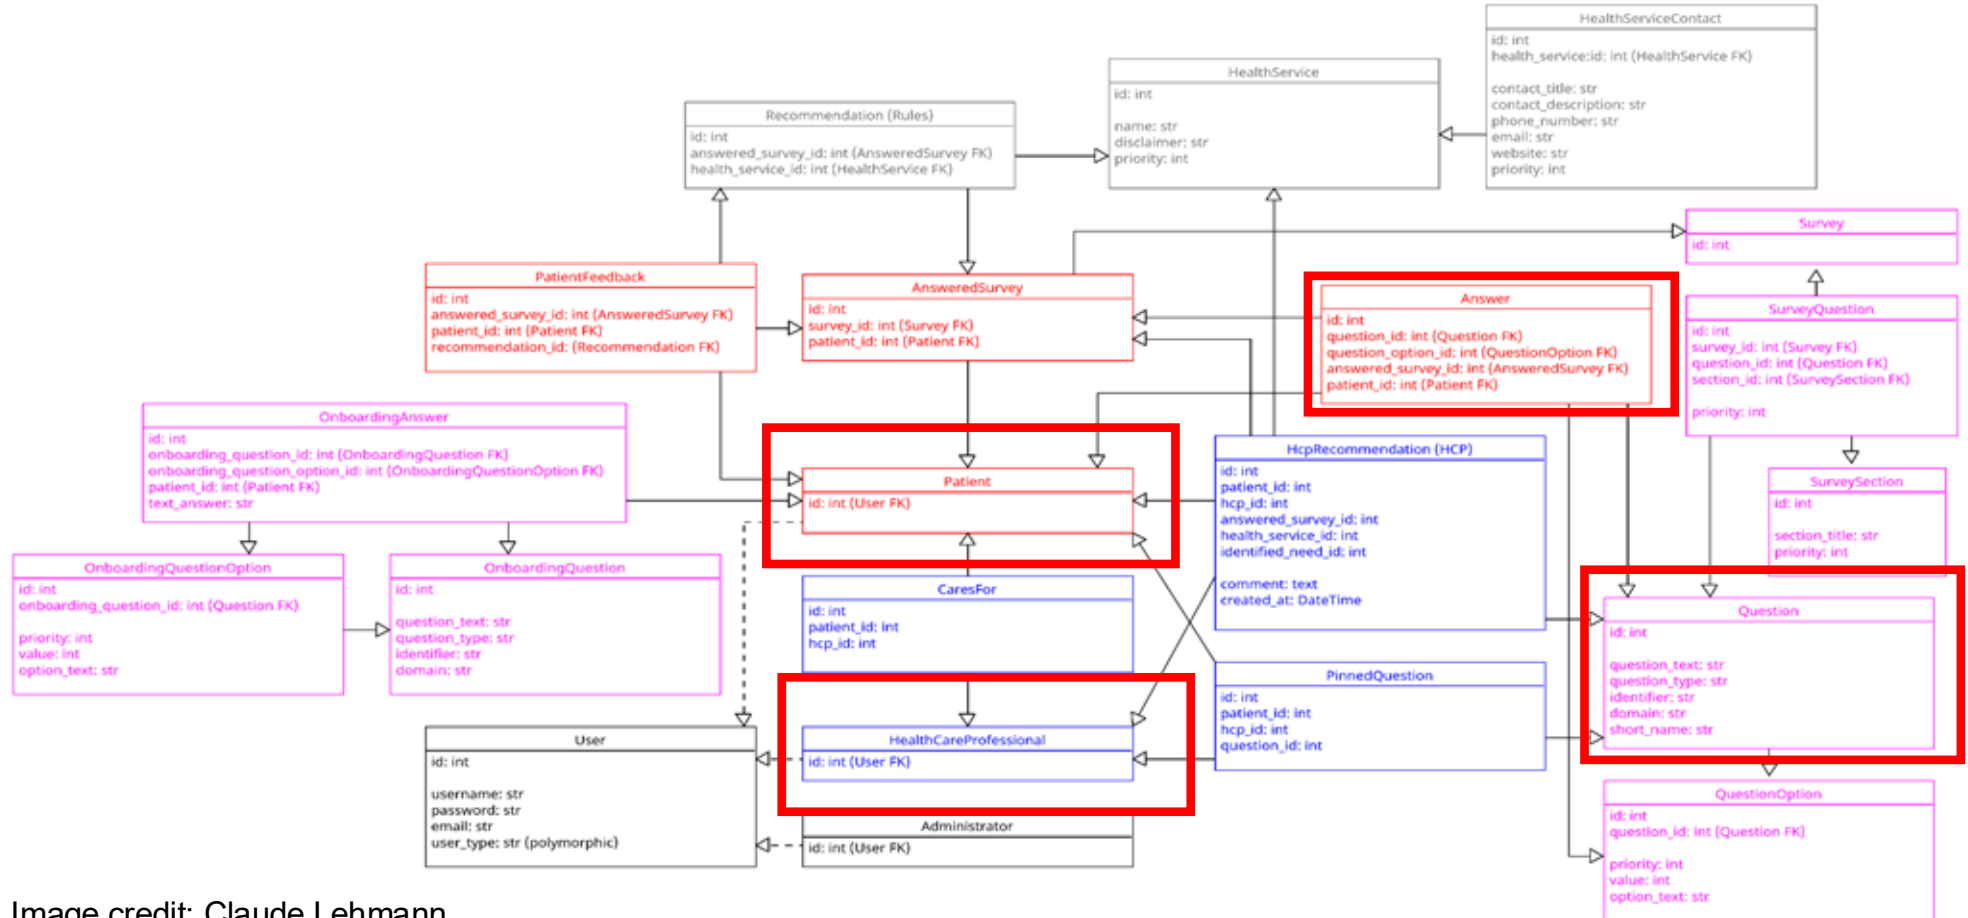 HealthServiceContact
id: int
health_service:id: int (HealthService FK)
contact_title: str
contact_description: str
phone_number: str
email: str
website: str
priority: int
HealthService
id: int
name: str
disclaimer: str
priority: int
Recommendation (Rules)
id: int
answered_survey_id: int (AnsweredSurvey FK)
health_service_id: int (HealthService FK)
Survey
id: int
PatientFeedback
id: int
answered_survey_id: int (AnsweredSurvey FK)
patient_id: int (Patient FK)
recommendation_id: (Recommendation FK)
AnsweredSurvey
id: int
survey_id: int (Survey FK)
patient_id: int (Patient FK)
Answer
id: int
question_id: int (Question FK)
question_option_id: int (QuestionOption FK)
answered_survey_id: int (AnsweredSurvey FK)
patient_id: int (Patient FK)
SurveyQuestion
id: int
survey_id: int (Survey FK)
question_id: int (Question FK)
section_id: int (SurveySection FK)
priority: int
OnboardingAnswer
id: int
onboarding_question_id: int (OnboardingQuestion FK)
onboarding_question_option_id: int (OnboardingQuestionOption FK)
patient_id: int (Patient FK)
text_answer: str
Patient
id: int (User FK)
HcpRecommendation (HCP)
id: int
patient_id: int
hcp_id: int
answered_survey_id: int
health_service_id: int
identified_need_id: int
comment: text
created_at: DateTime
SurveySection
id: int
section_title: str
priority: int
OnboardingQuestionOption
id: int
onboarding_question_id: int (Question FK)
priority: int
value: int
option_text: str
OnboardingQuestion
id: int
question_text: str
question_type: str
identifier: str
domain: str
CaresFor
id: int
patient_id: int
hcp_id: int
Question
id: int
question_text: str
question_type: str
identifier: str
domain: str
short_name: str
PinnedQuestion
id: int
patient_id: int
hcp_id: int
question_id: int
User
id: int
username: str
password: str
email: str
user_type: str (polymorphic)
HealthCareProfessional
id: int (User FK)
Administrator
id: int (User FK)
QuestionOption
id: int
question_id: int (Question FK)
priority: int
value: int
option_text: str
Image credit: Claude Lehmann